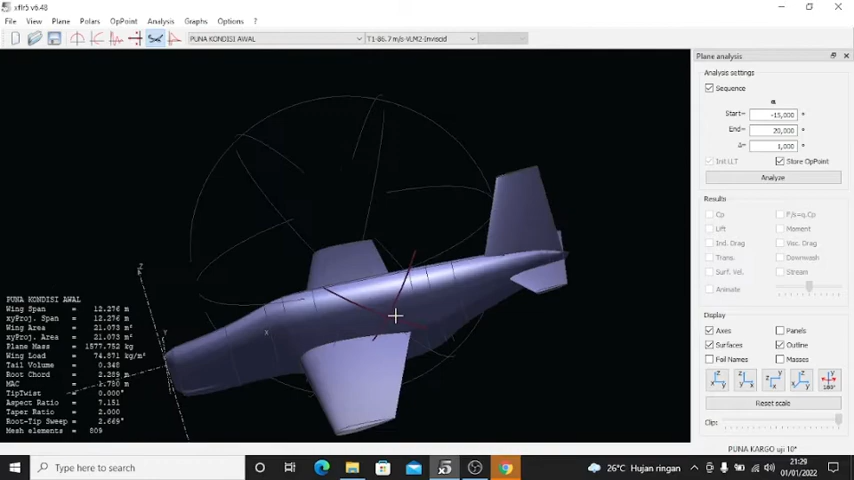 xflr5 v6.48
File View Plane Polars OpPoint Analysis Graphs Options ?
PUNA KONDISI AWAL T1-86.7 m/s-VLM2-Inviscid
Plane analysis
Analysis settings
Sequence
α
Start= -15,000 °
End= 20,000 °
Δ= 1,000 °
Init LLT Store OpPoint
Analyze
Results
Cp F/s=q.Cp
Lift Moment
Ind. Drag Visc. Drag
Trans. Downwash
Surf. Vel. Stream
Animate
Display
Axes Panels
Surfaces Outline
Foil Names Masses
Reset scale
Clip:
PUNA KARGO uji 10°
Z
Y
X
PUNA KONDISI AWAL
Wing Span = 12.276 m
xyProj. Span = 12.276 m
Wing Area = 21.073 m²
xyProj. Area = 21.073 m²
Plane Mass = 1577.752 kg
Wing Load = 74.871 kg/m²
Tail Volume = 0.348
Root Chord = 2.289 m
MAC = 1.780 m
TipTwist = 0.000°
Aspect Ratio = 7.151
Taper Ratio = 2.000
Root-Tip Sweep = 2.669°
Mesh elements = 809
Type here to search
26°C Hujan ringan
21:29
01/01/2022